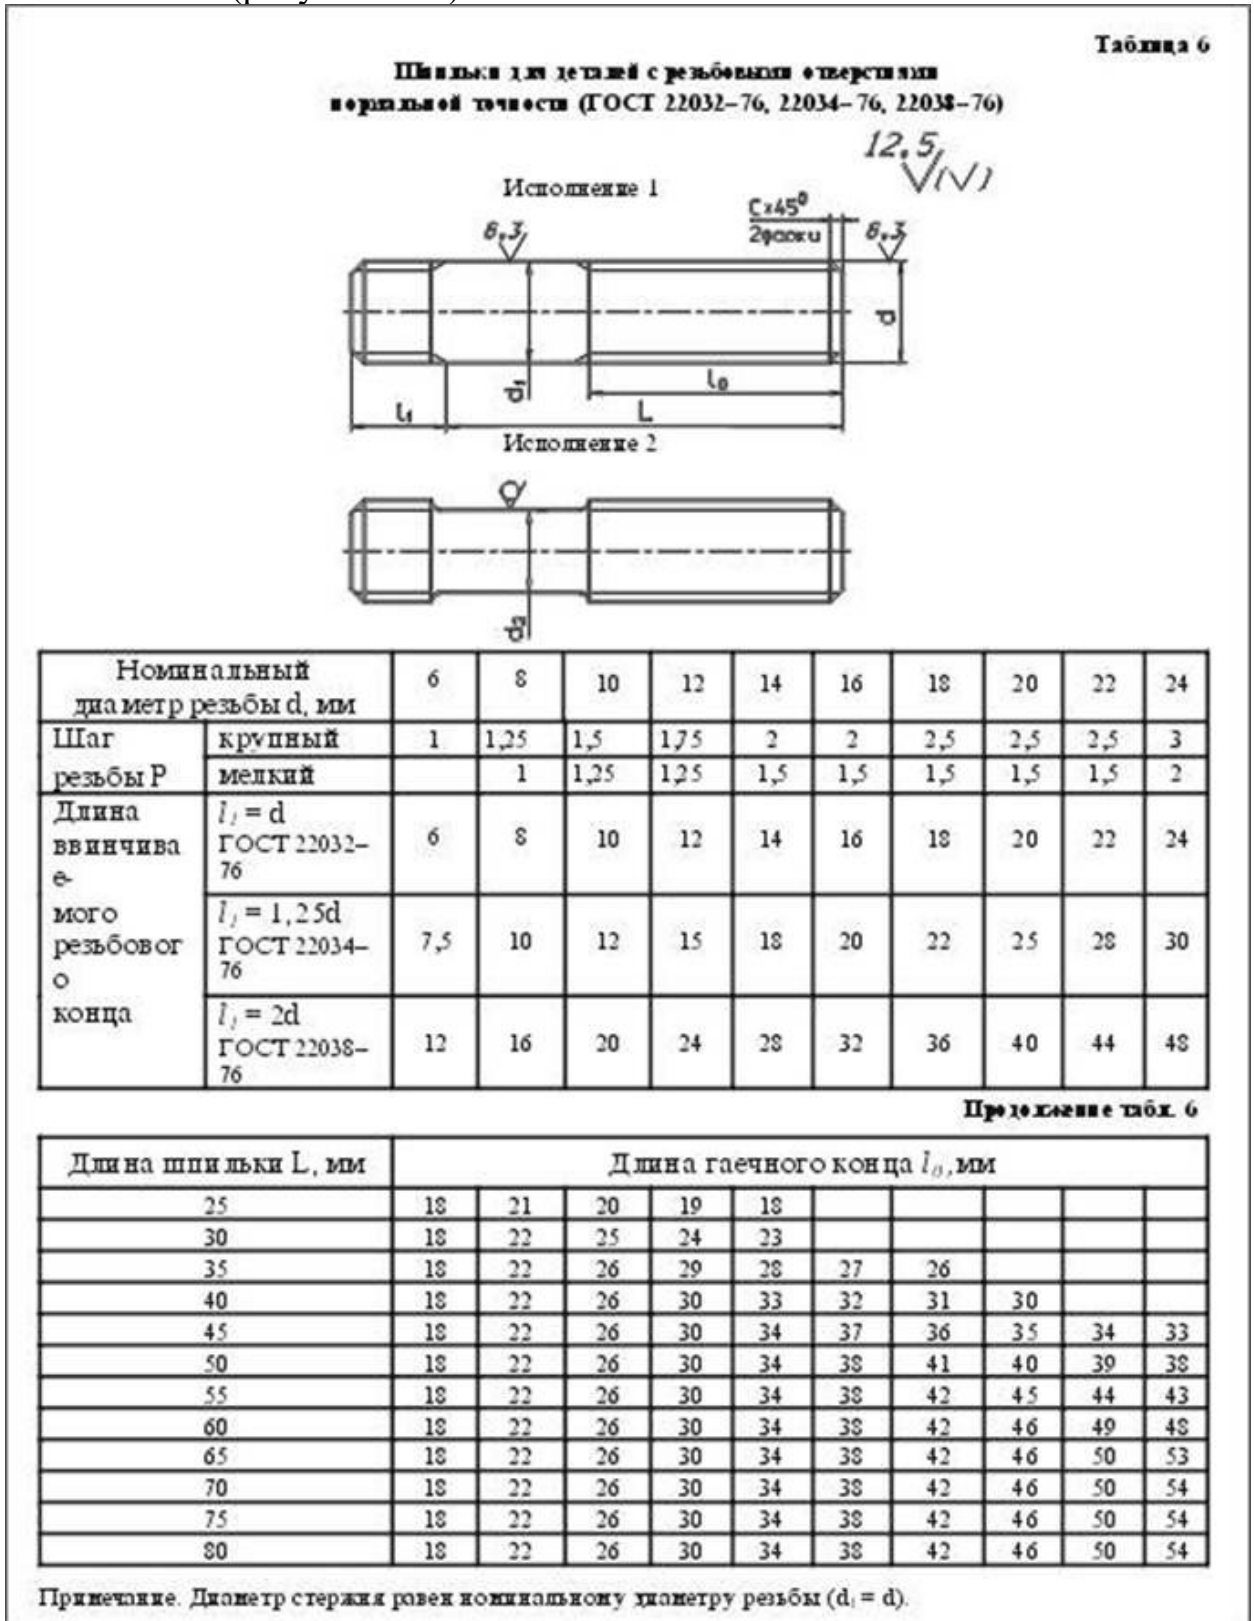 Таблица 6
Шпильки для деталей с резьбовыми отверстиями
нормальной точности (ГОСТ 22032–76, 22034–76, 22038–76)
12,5
(√)
Исполнение 1
C×45⁰
2фаски
6,3
6,3
d
d₁
l₀
l₁
L
Исполнение 2
d₂
Номинальный диаметр резьбы d, мм 6 8 10 12 14 16 18 20 22 24
Шаг резьбы P крупный 1 1,25 1,5 1,75 2 2 2,5 2,5 2,5 3
мелкий 1 1,25 1,25 1,5 1,5 1,5 1,5 1,5 2
Длина ввинчивае-мого резьбового конца
l₁ = d ГОСТ 22032–76 6 8 10 12 14 16 18 20 22 24
l₁ = 1,25d ГОСТ 22034–76 7,5 10 12 15 18 20 22 25 28 30
l₁ = 2d ГОСТ 22038–76 12 16 20 24 28 32 36 40 44 48
Продолжение табл. 6
Длина шпильки L, мм Длина гаечного конца l₀, мм
25 18 21 20 19 18
30 18 22 25 24 23
35 18 22 26 29 28 27 26
40 18 22 26 30 33 32 31 30
45 18 22 26 30 34 37 36 35 34 33
50 18 22 26 30 34 38 41 40 39 38
55 18 22 26 30 34 38 42 45 44 43
60 18 22 26 30 34 38 42 46 49 48
65 18 22 26 30 34 38 42 46 50 53
70 18 22 26 30 34 38 42 46 50 54
75 18 22 26 30 34 38 42 46 50 54
80 18 22 26 30 34 38 42 46 50 54
Примечание. Диаметр стержня равен номинальному диаметру резьбы (d₁ = d).